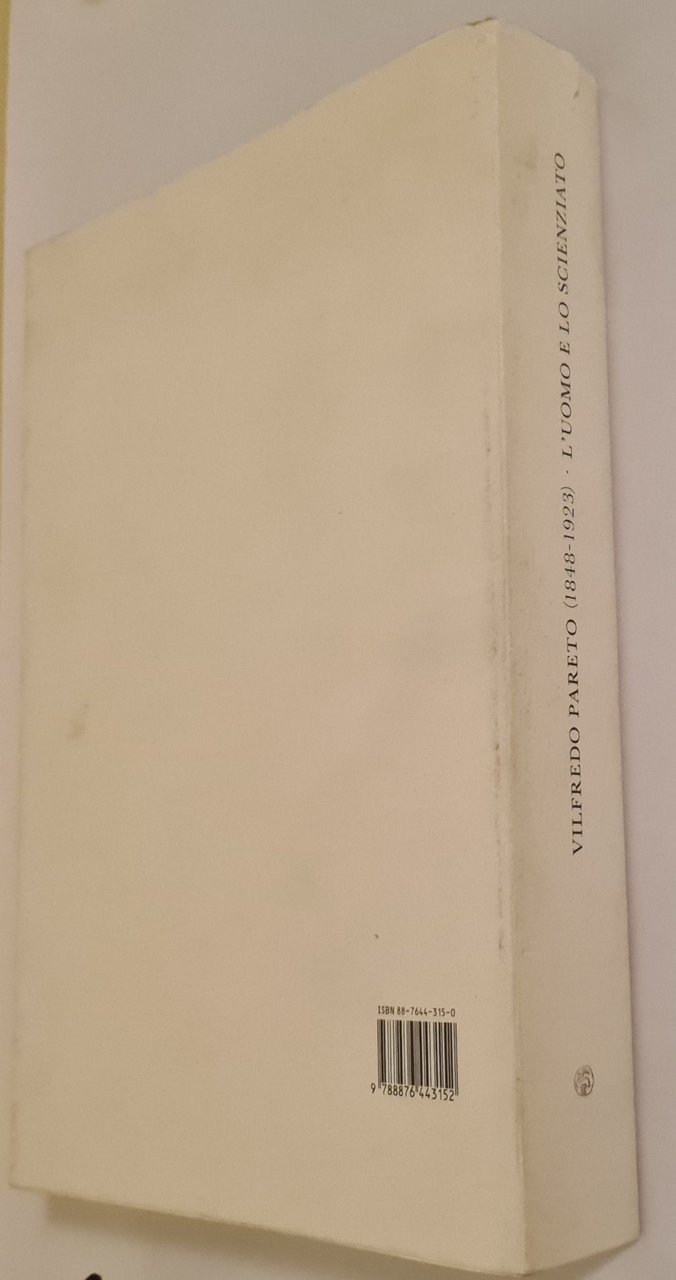 VILFREDO PARETO (1848-1923) · L'UOMO E LO SCIENZIATO
ISBN 88-7644-315-0
9 788876 443152